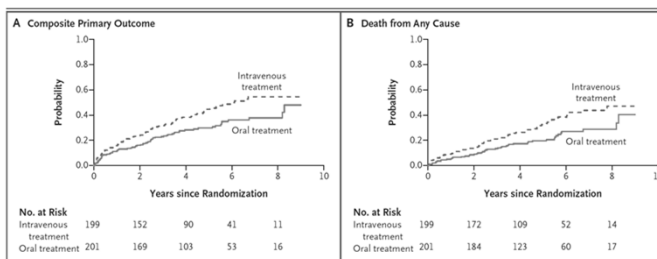 A Composite Primary Outcome
1.0
0.8
0.6
0.4
0.2
0.0
Probability
Intravenous
treatment
Oral treatment
0 2 4 6 8 10
Years since Randomization
No. at Risk
Intravenous 199 152 90 41 11
treatment
Oral treatment 201 169 103 53 16
B Death from Any Cause
1.0
0.8
0.6
0.4
0.2
0.0
Probability
Intravenous
treatment
Oral treatment
0 2 4 6 8
Years since Randomization
No. at Risk
Intravenous 199 172 109 52 14
treatment
Oral treatment 201 184 123 60 17